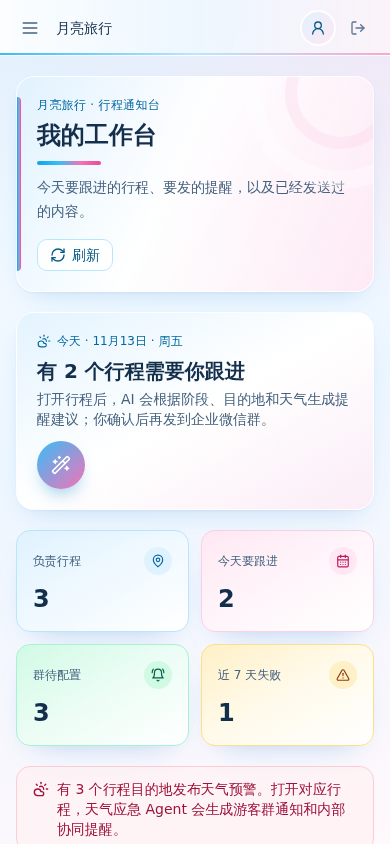 月亮旅行
月亮旅行 · 行程通知台
我的工作台
今天要跟进的行程、要发的提醒，以及已经发送过
的内容。
刷新
今天 · 11月13日 · 周五
有 2 个行程需要你跟进
打开行程后，AI 会根据阶段、目的地和天气生成提
醒建议；你确认后再发到企业微信群。
负责行程
3
今天要跟进
2
群待配置
3
近 7 天失败
1
有 3 个行程目的地发布天气预警。打开对应行
程，天气应急 Agent 会生成游客群通知和内部
协同提醒。